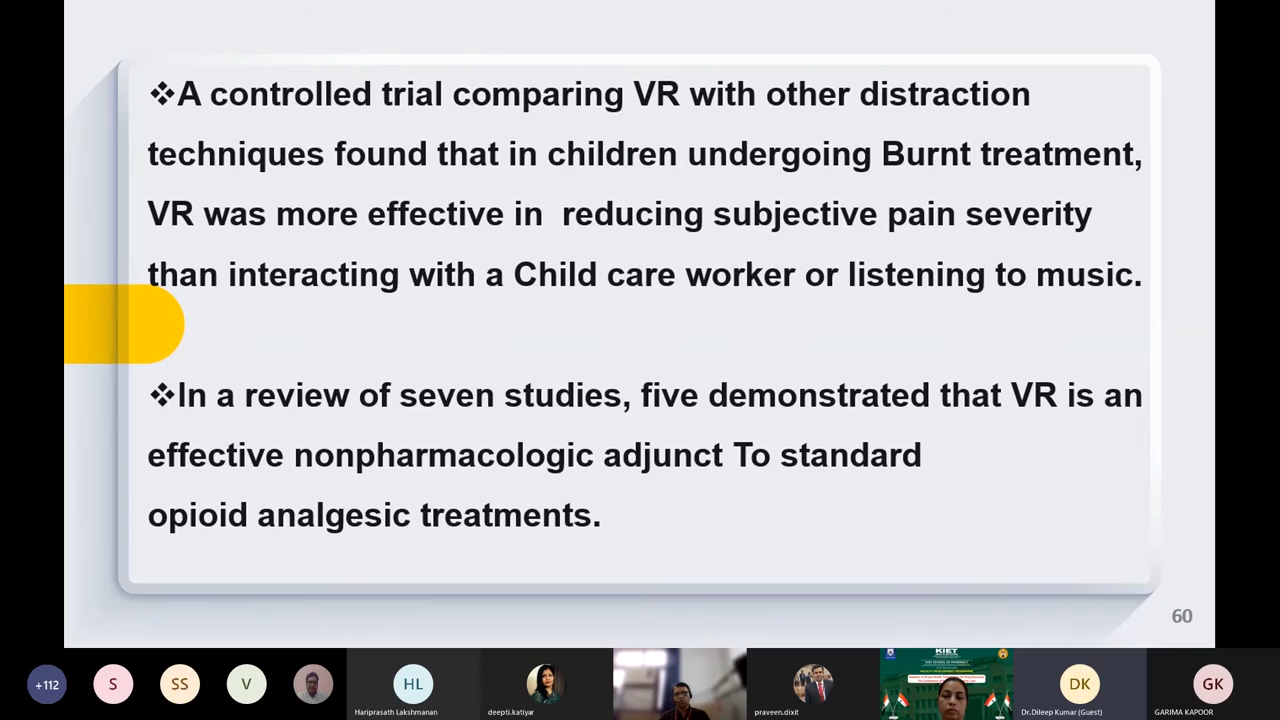 ❖A controlled trial comparing VR with other distraction
techniques found that in children undergoing Burnt treatment,
VR was more effective in  reducing subjective pain severity
than interacting with a Child care worker or listening to music.
❖In a review of seven studies, five demonstrated that VR is an
effective nonpharmacologic adjunct To standard
opioid analgesic treatments.
60
+112
S
SS
V
HL
Hariprasath Lakshmanan
deepti.katiyar
praveen.dixit
KIET
DK
Dr.Dileep Kumar (Guest)
GK
GARIMA KAPOOR